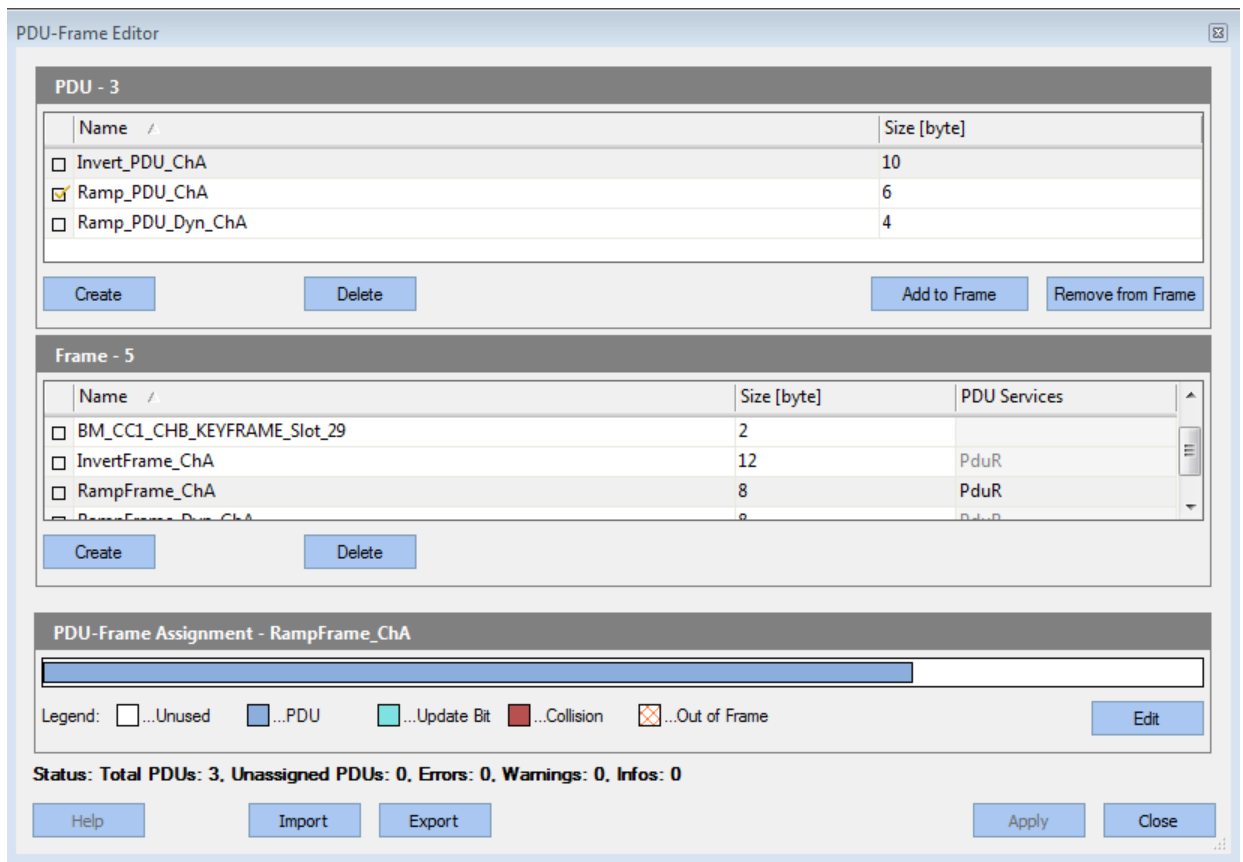 PDU-Frame Editor
PDU - 3
Name Size [byte]
Invert_PDU_ChA 10
Ramp_PDU_ChA 6
Ramp_PDU_Dyn_ChA 4
Create Delete Add to Frame Remove from Frame
Frame - 5
Name Size [byte] PDU Services
BM_CC1_CHB_KEYFRAME_Slot_29 2
InvertFrame_ChA 12 PduR
RampFrame_ChA 8 PduR
RampFrame_Dyn_ChA 8 PduR
Create Delete
PDU-Frame Assignment - RampFrame_ChA
Legend: ...Unused ...PDU ...Update Bit ...Collision ...Out of Frame Edit
Status: Total PDUs: 3, Unassigned PDUs: 0, Errors: 0, Warnings: 0, Infos: 0
Help Import Export Apply Close